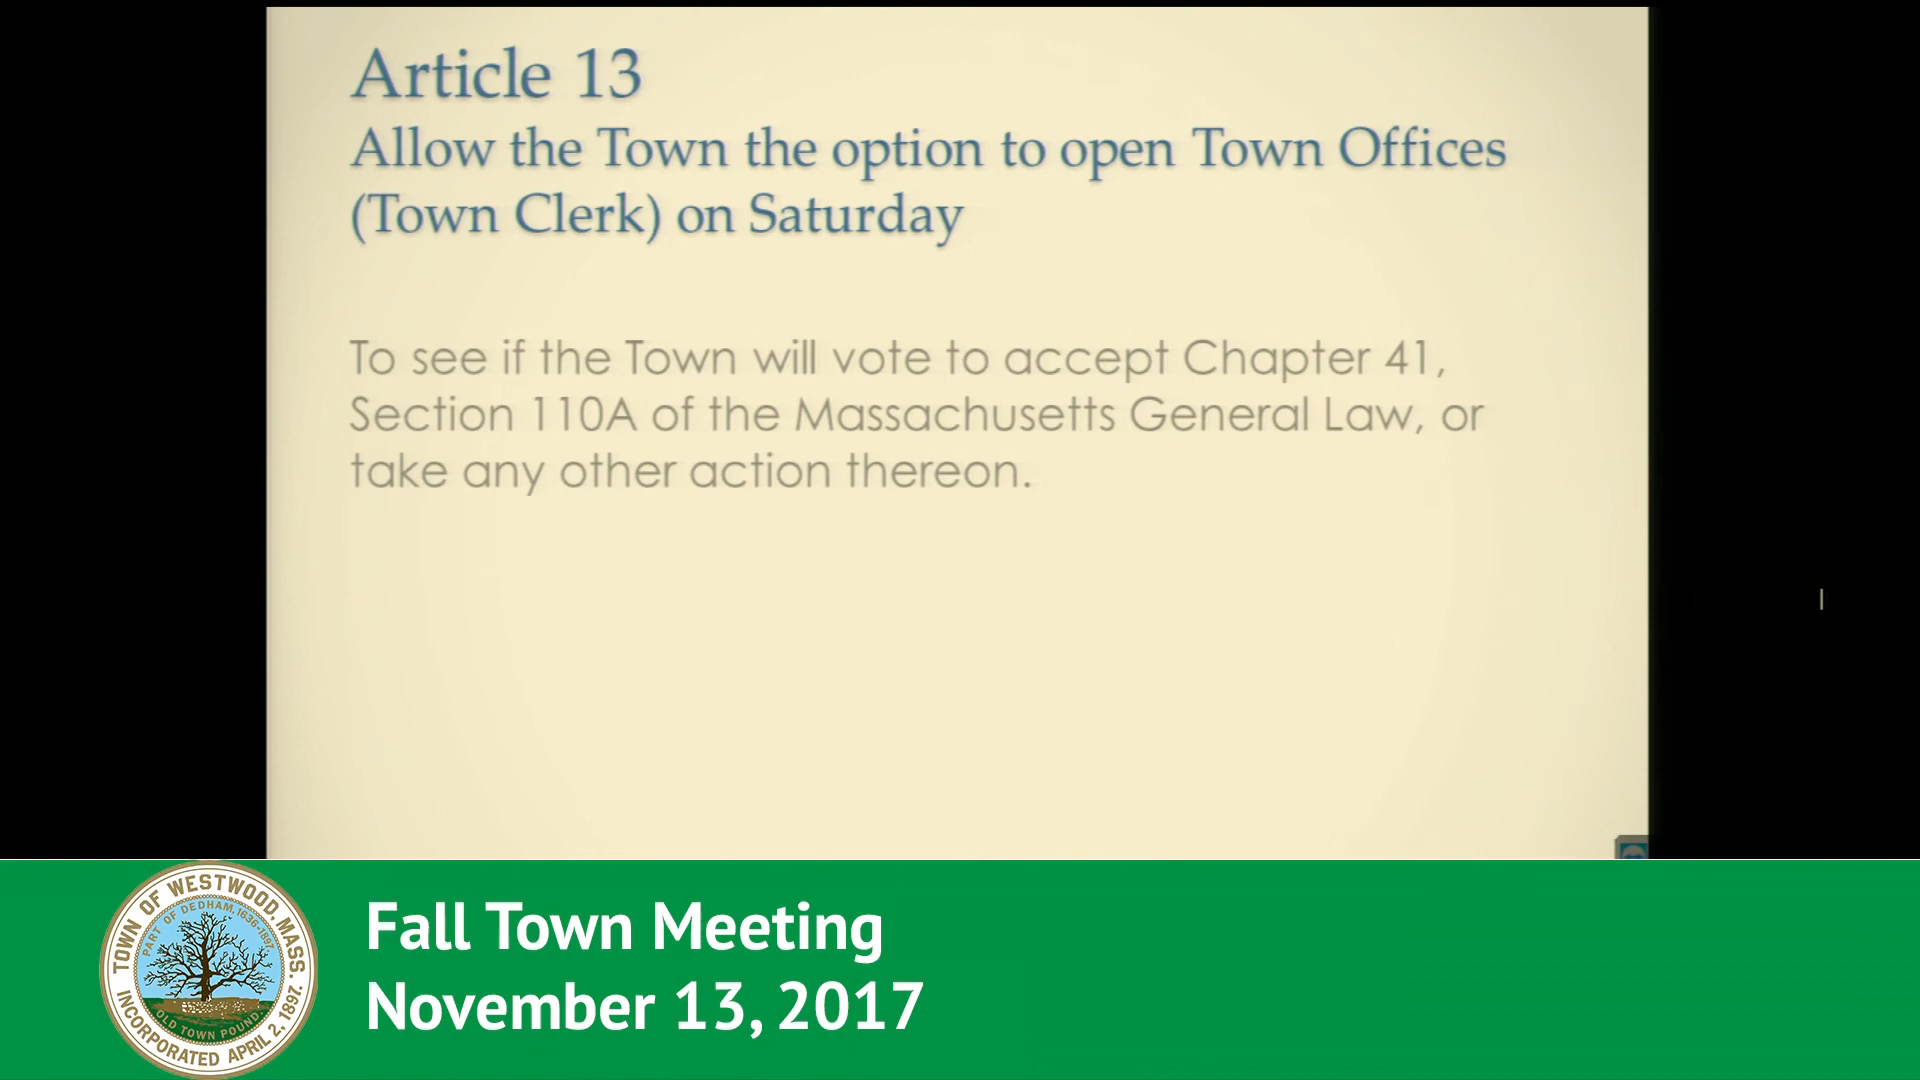 Article 13
Allow the Town the option to open Town Offices
(Town Clerk) on Saturday
To see if the Town will vote to accept Chapter 41,
Section 110A of the Massachusetts General Law, or
take any other action thereon.
TOWN OF WESTWOOD, MASS.
PART OF DEDHAM, 1636-1897.
OLD TOWN POUND.
INCORPORATED APRIL 2, 1897.
Fall Town Meeting
November 13, 2017